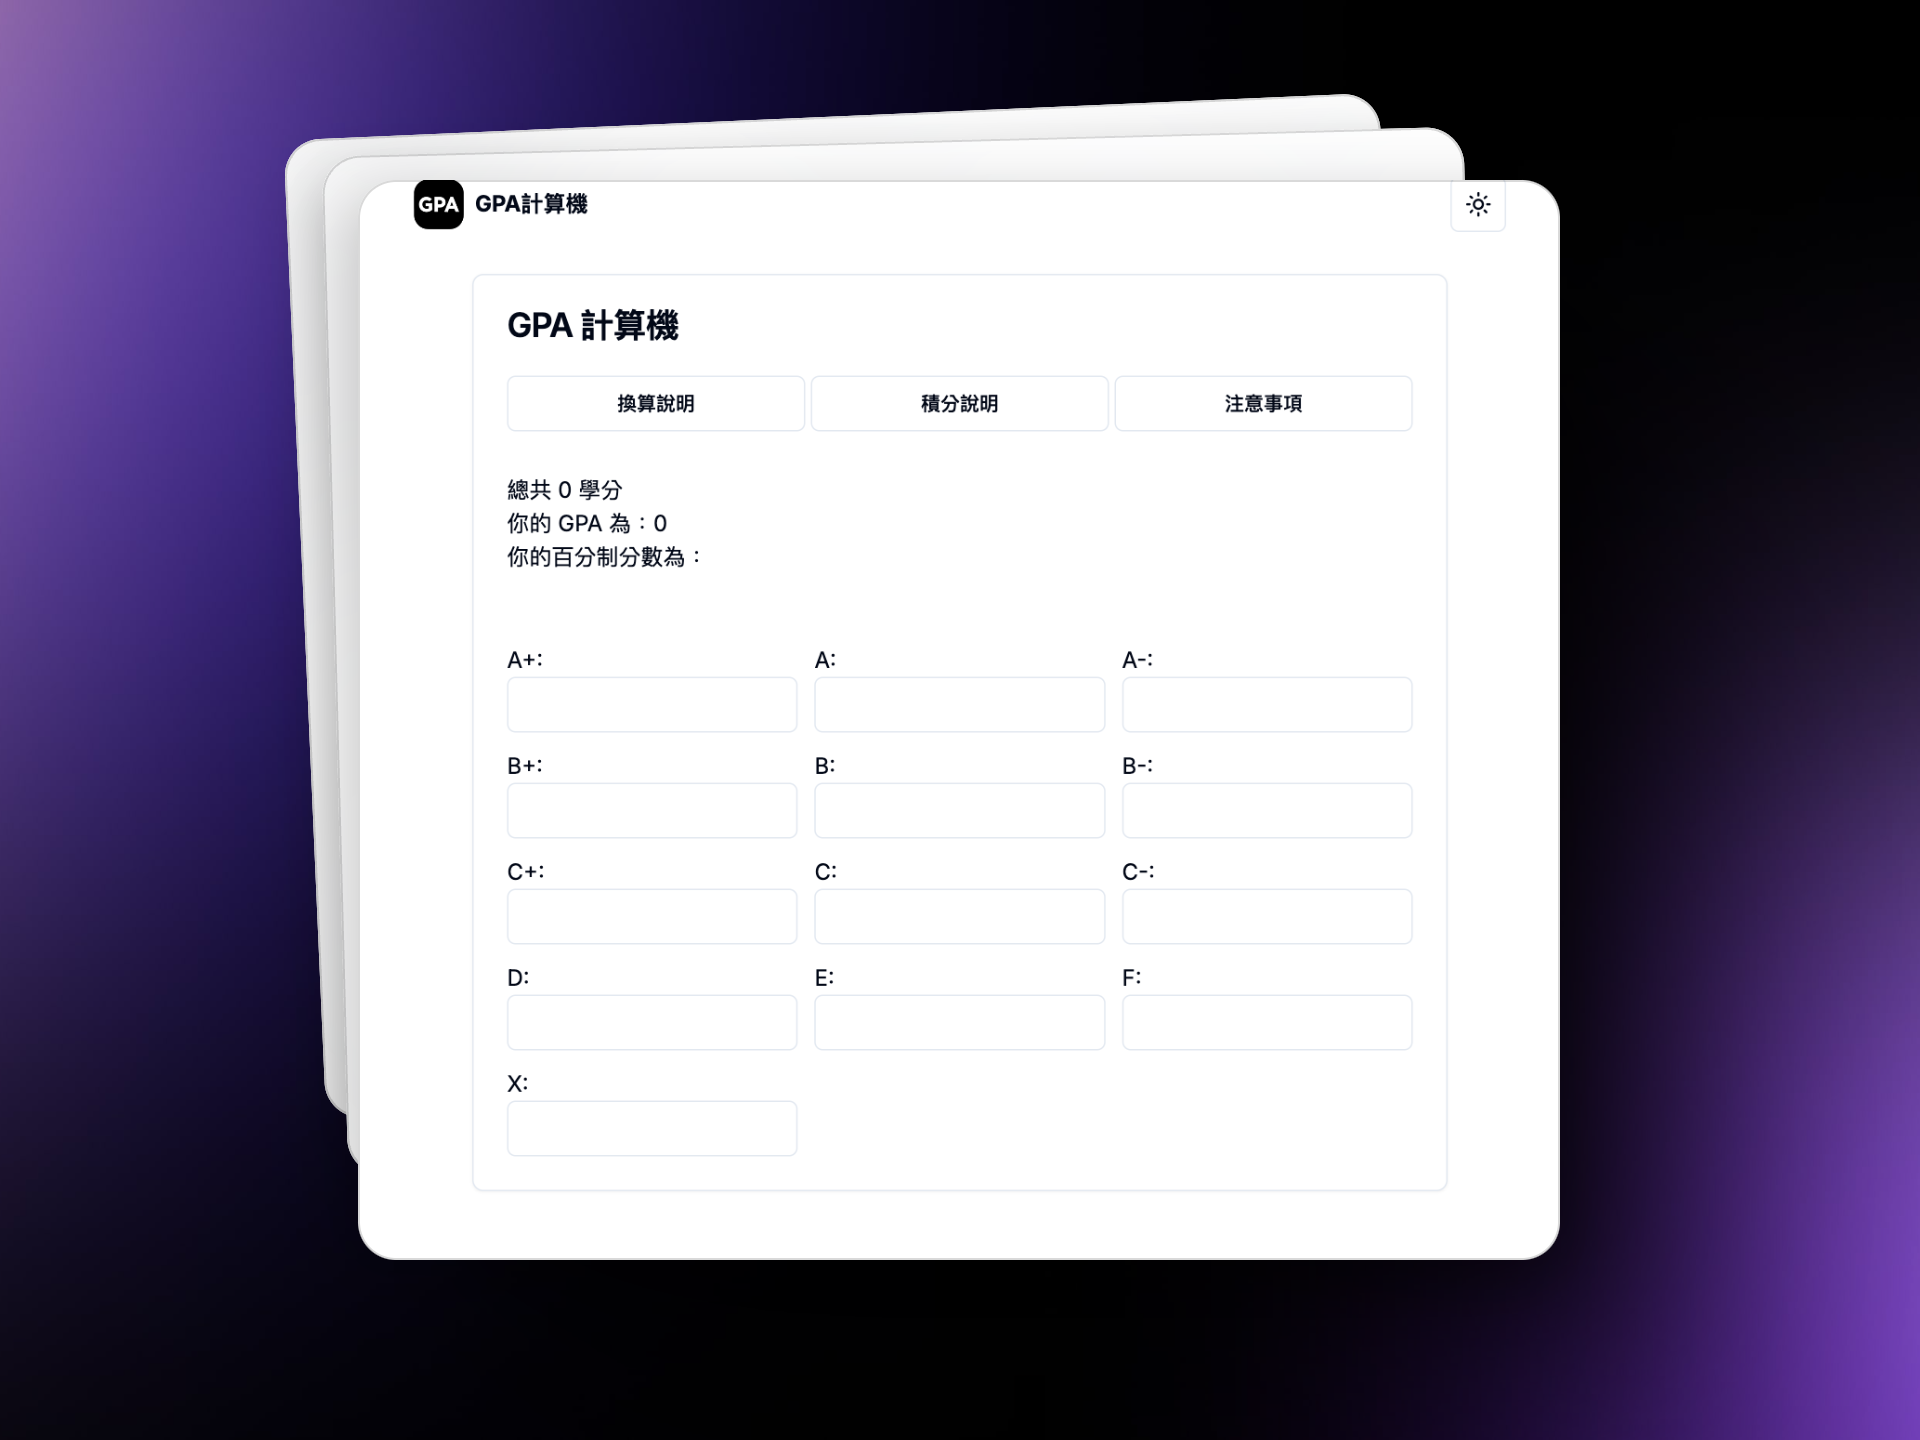 GPA GPA計算機
GPA 計算機
換算說明 積分說明 注意事項
總共 0 學分
你的 GPA 為：0
你的百分制分數為：
A+: A: A-:
B+: B: B-:
C+: C: C-:
D: E: F:
X: